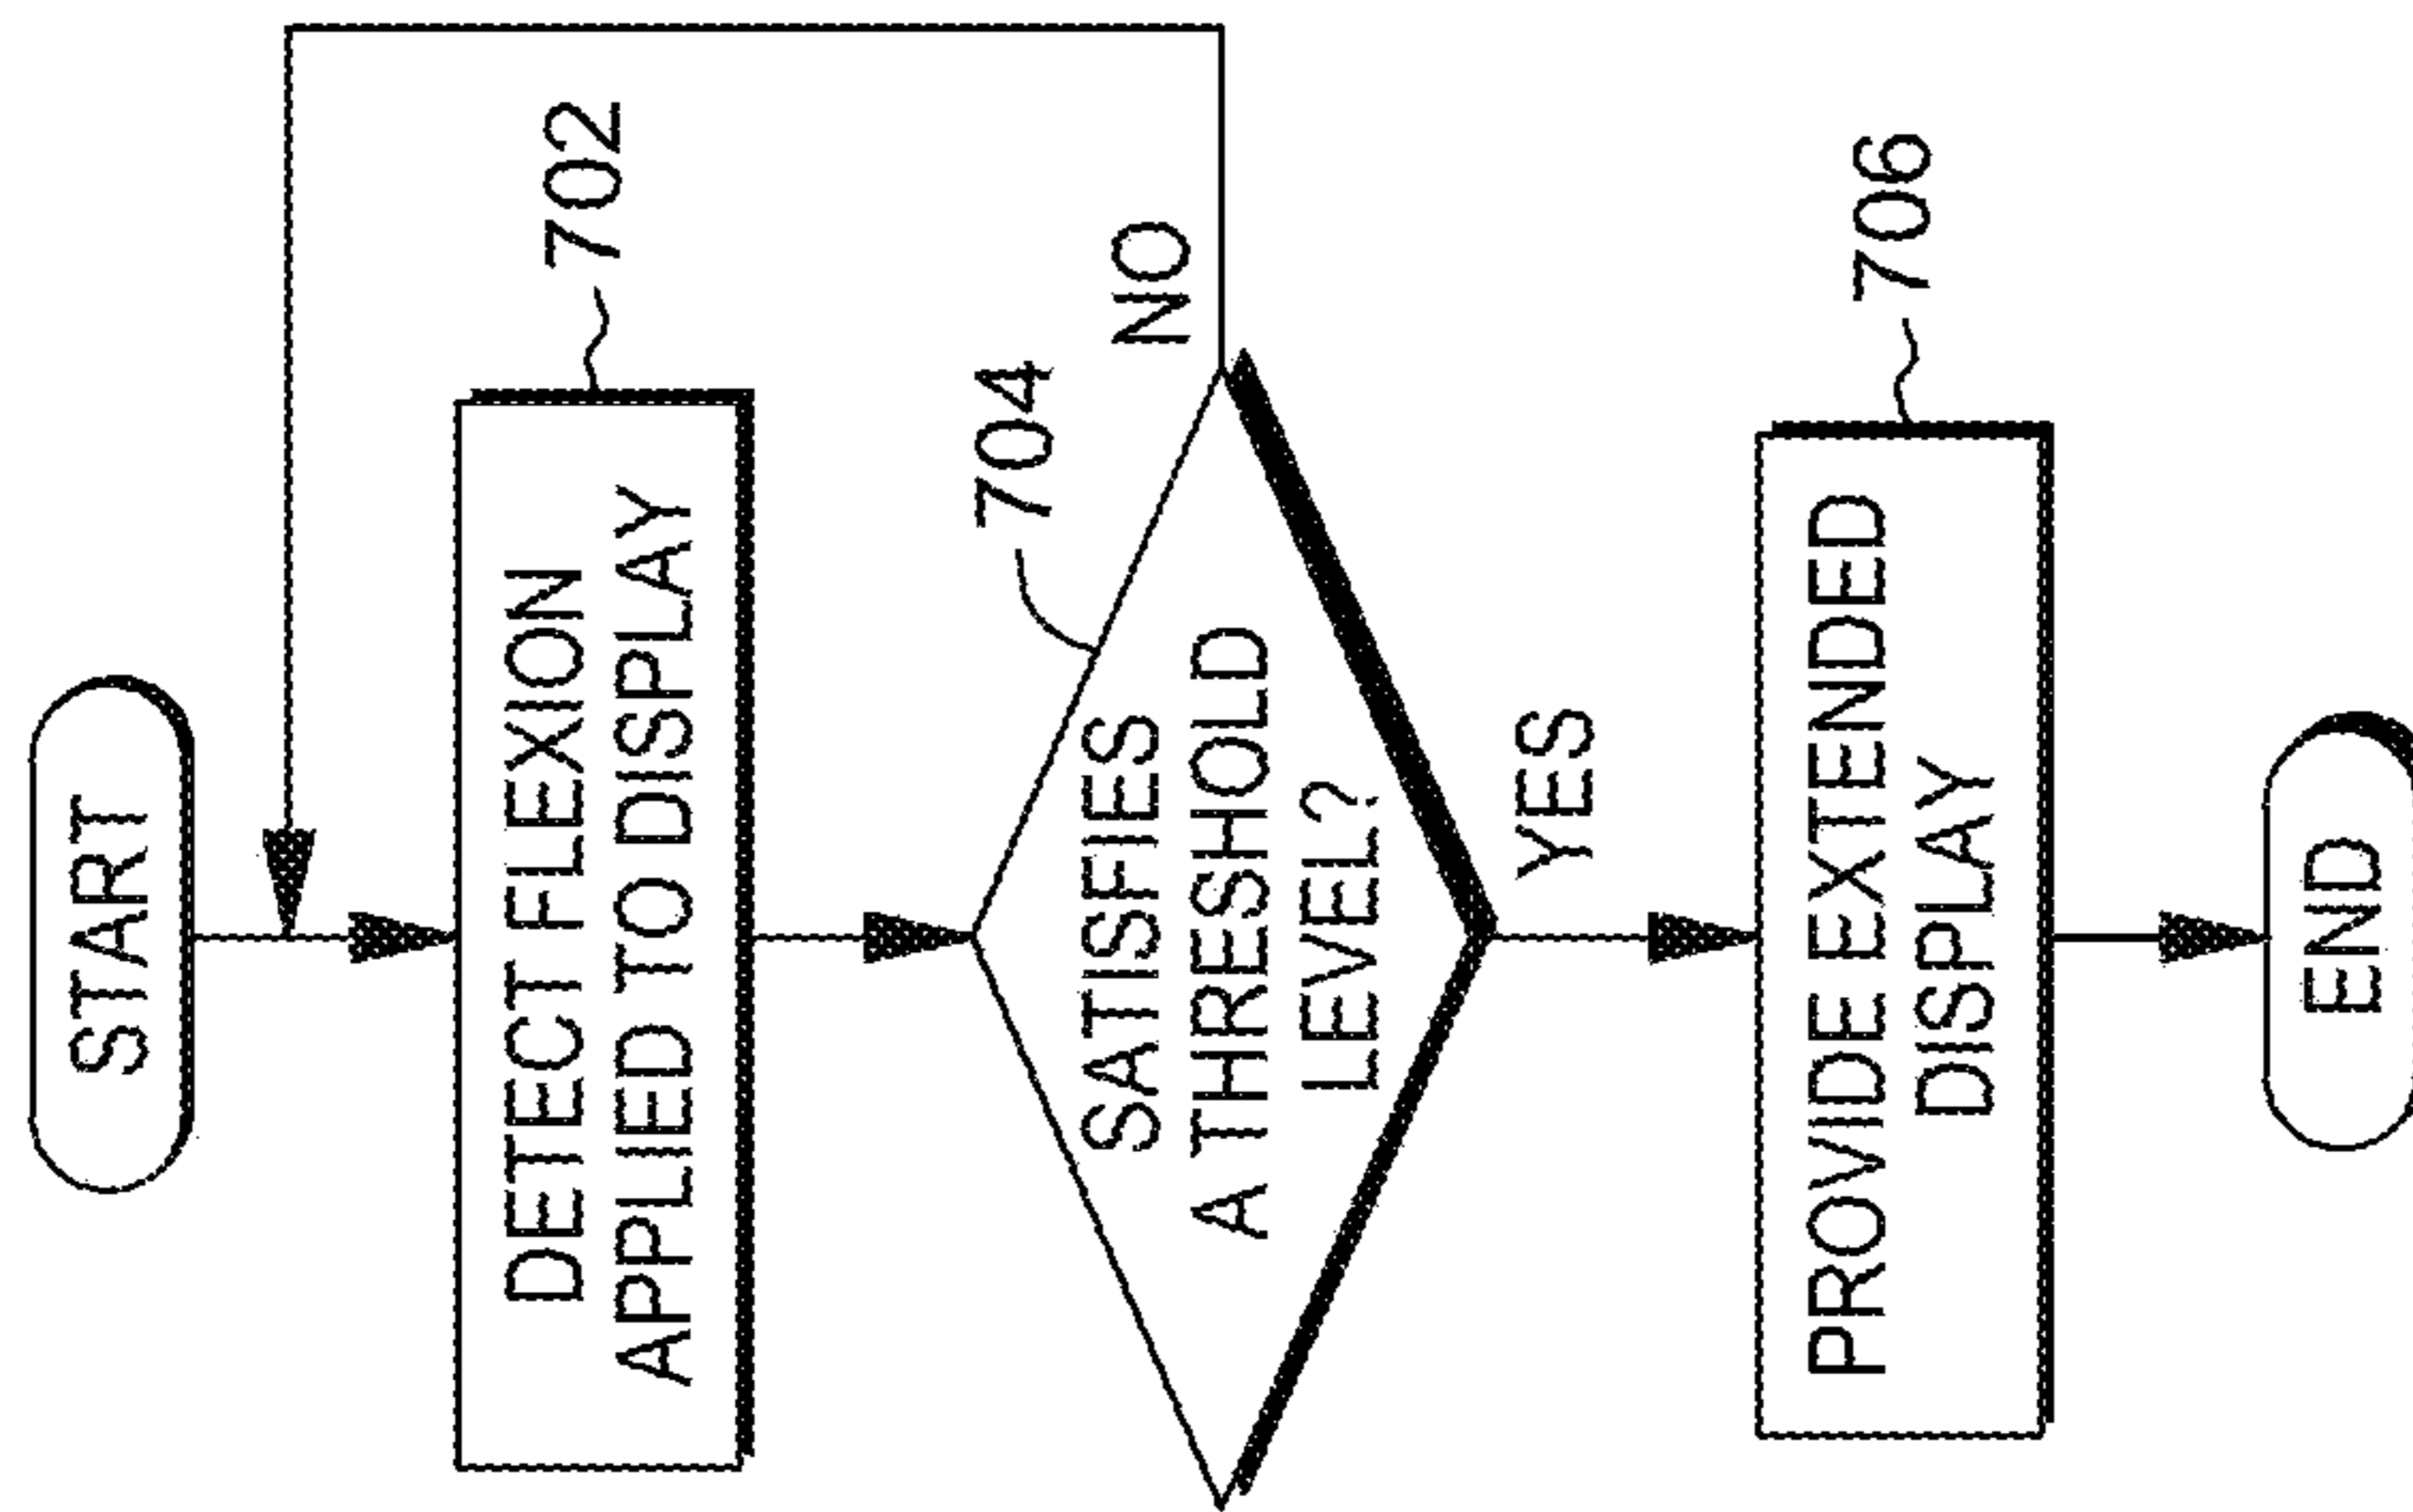 START
DETECT FLEXION
APPLIED TO DISPLAY
702
SATISFIES
A THRESHOLD
LEVEL?
704
NO
YES
PROVIDE EXTENDED
DISPLAY
706
END